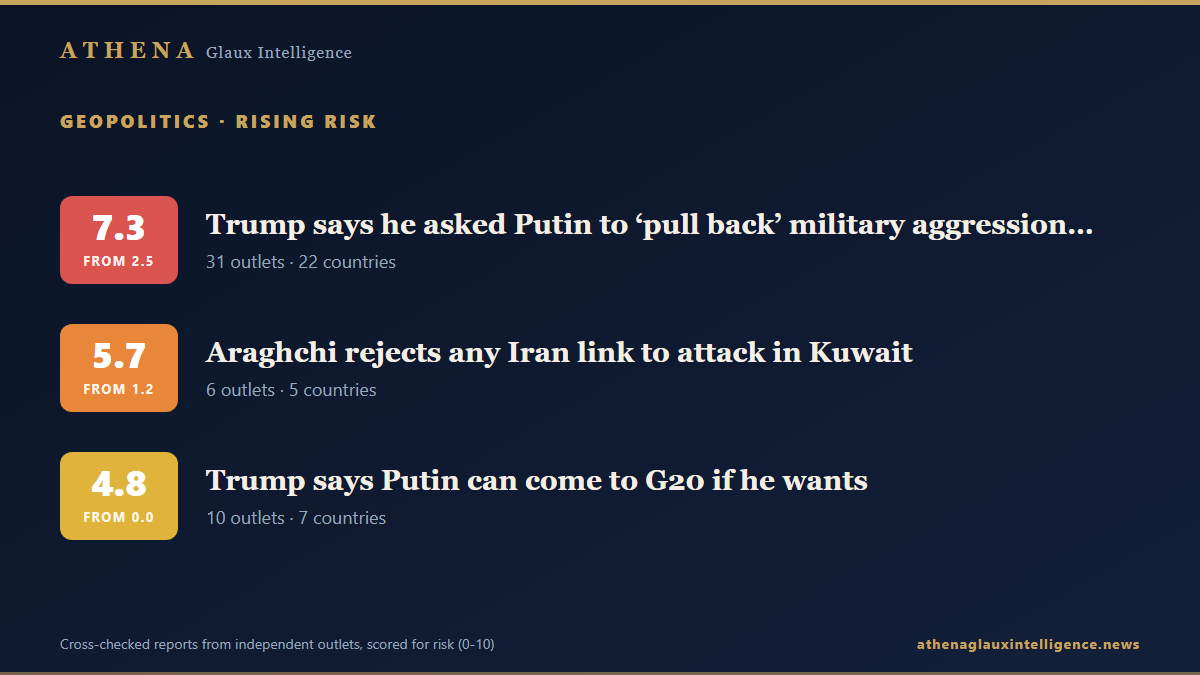 ATHENA Glaux Intelligence
GEOPOLITICS · RISING RISK
7.3
FROM 2.5
Trump says he asked Putin to ‘pull back’ military aggression...
31 outlets · 22 countries
5.7
FROM 1.2
Araghchi rejects any Iran link to attack in Kuwait
6 outlets · 5 countries
4.8
FROM 0.0
Trump says Putin can come to G20 if he wants
10 outlets · 7 countries
Cross-checked reports from independent outlets, scored for risk (0-10)
athenaglauxintelligence.news